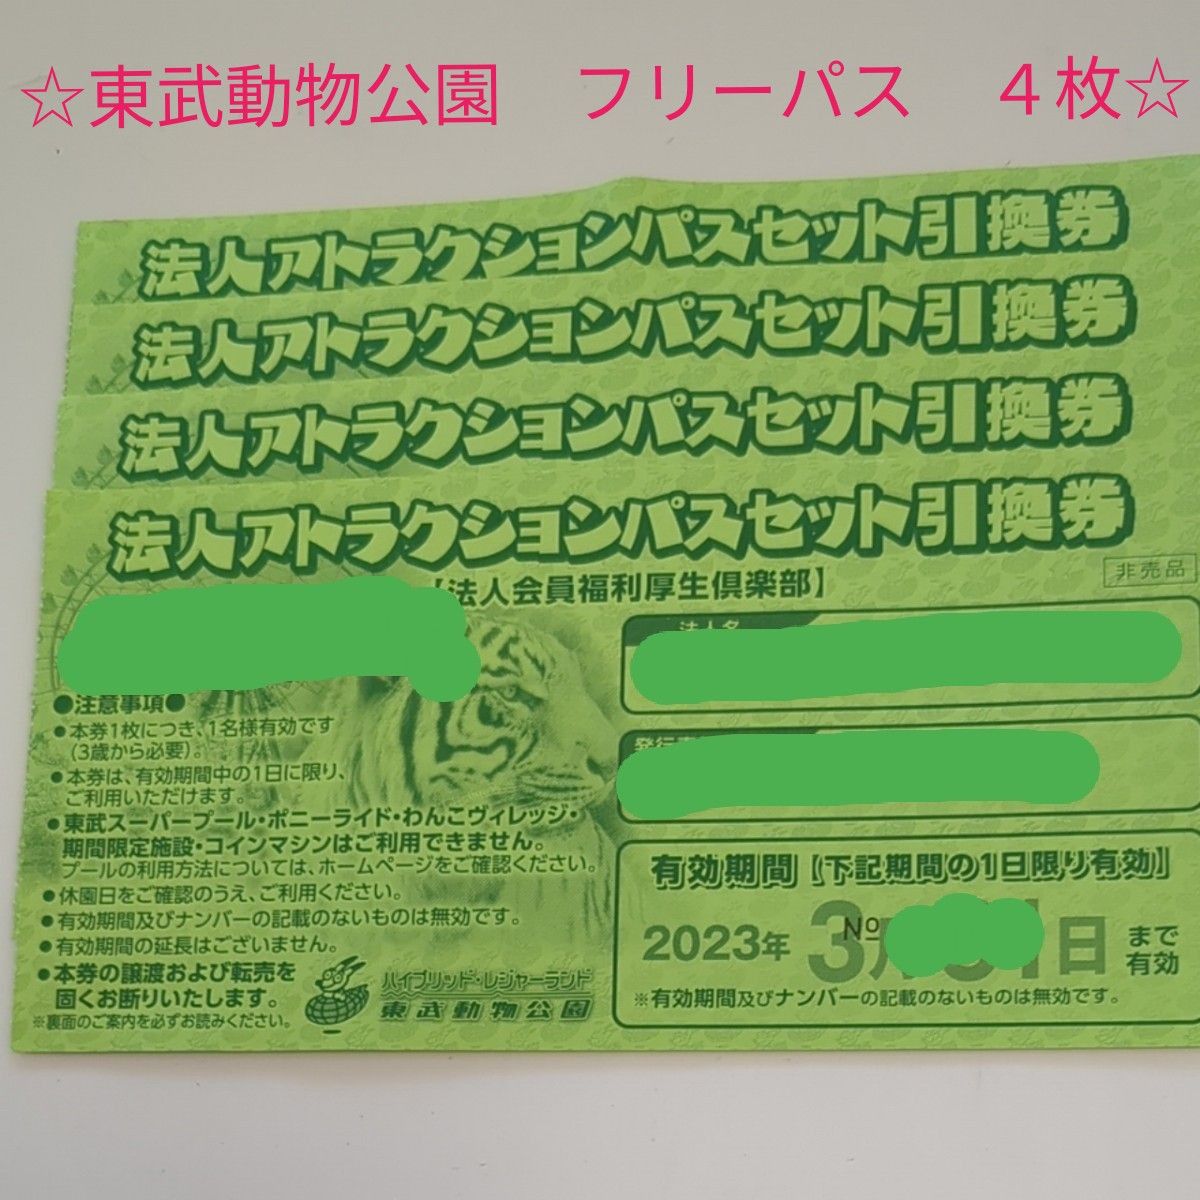 ☆東武動物公園　フリーパス　４枚☆
法人アトラクションパスセット引換券
法人アトラクションパスセット引換券
法人アトラクションパスセット引換券
法人アトラクションパスセット引換券
【法人会員福利厚生倶楽部】
非売品
法人名
●注意事項●
●本券1枚につき、1名様有効です
(3歳から必要)。
●本券は、有効期間中の1日に限り、
ご利用いただけます。
●東武スーパープール・ポニーライド・わんこヴィレッジ・
期間限定施設・コインマシンはご利用できません。
プールの利用方法については、ホームページをご確認ください。
●休園日をご確認のうえ、ご利用ください。
●有効期間及びナンバーの記載のないものは無効です。
●有効期間の延長はございません。
●本券の譲渡および転売を
固くお断りいたします。
※裏面のご案内を必ずお読みください。
ハイブリッド・レジャーランド
東武動物公園
発行
有効期間【下記期間の1日限り有効】
2023年 3月31日 まで有効
No
※有効期間及びナンバーの記載のないものは無効です。